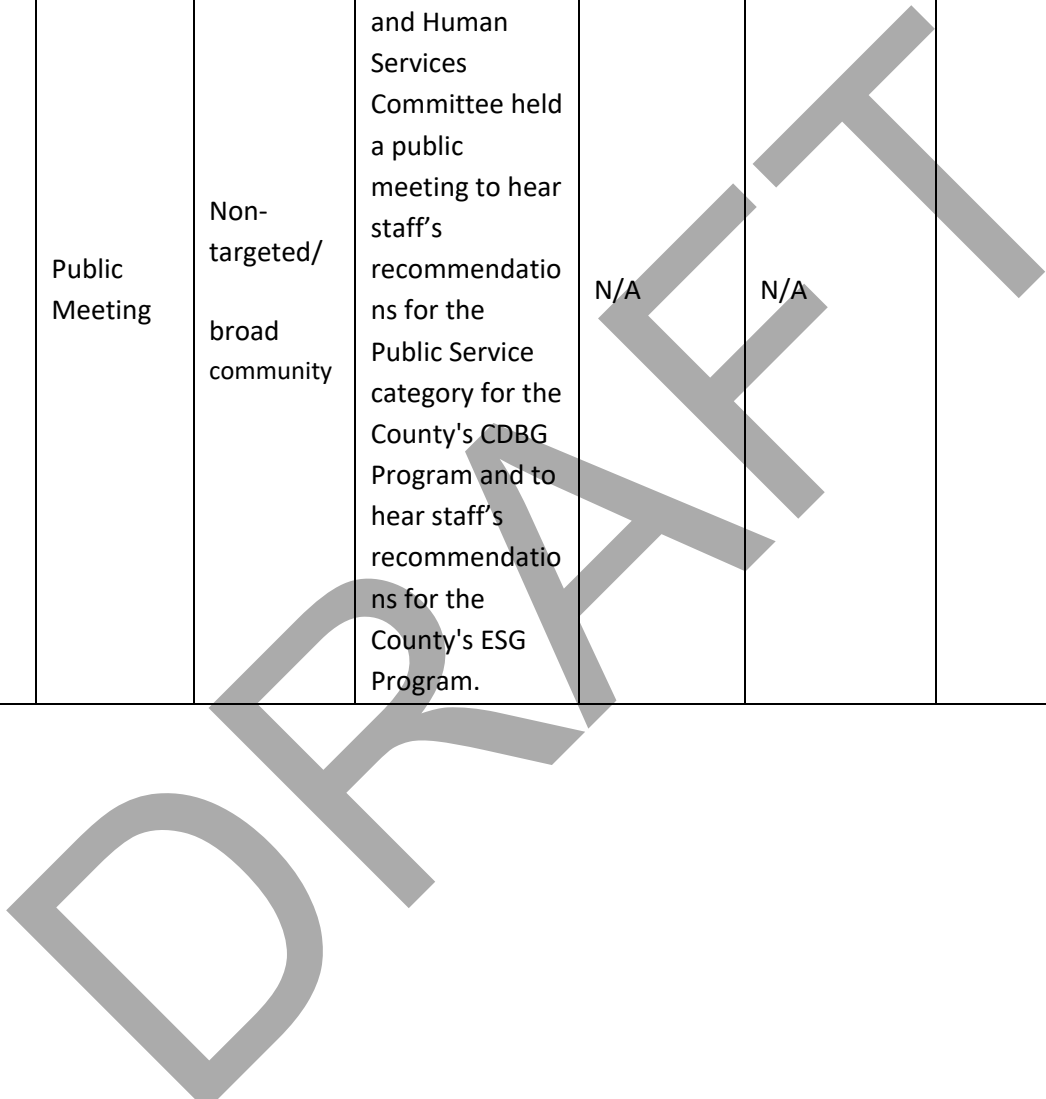 Public
Meeting
Non-
targeted/
broad
community
and Human
Services
Committee held
a public
meeting to hear
staff’s
recommendatio
ns for the
Public Service
category for the
County's CDBG
Program and to
hear staff’s
recommendatio
ns for the
County's ESG
Program.
N/A
N/A
DRAFT